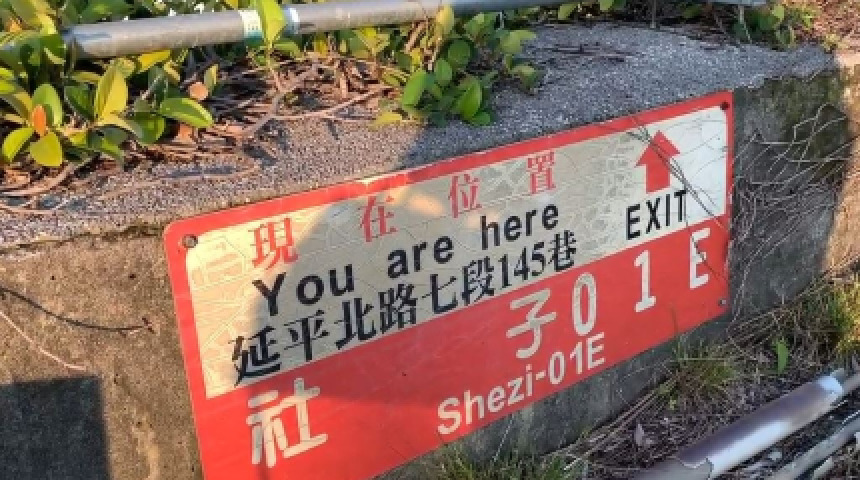 現在位置
You are here
EXIT
延平北路七段145巷
社子01E
Shezi-01E